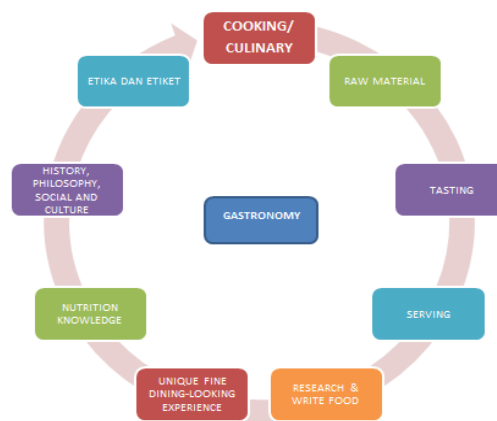 COOKING/
CULINARY
RAW MATERIAL
TASTING
SERVING
RESEARCH &
WRITE FOOD
UNIQUE FINE
DINING-LOOKING
EXPERIENCE
NUTRITION
KNOWLEDGE
HISTORY,
PHILOSOPHY,
SOCIAL AND
CULTURE
ETIKA DAN ETIKET
GASTRONOMY